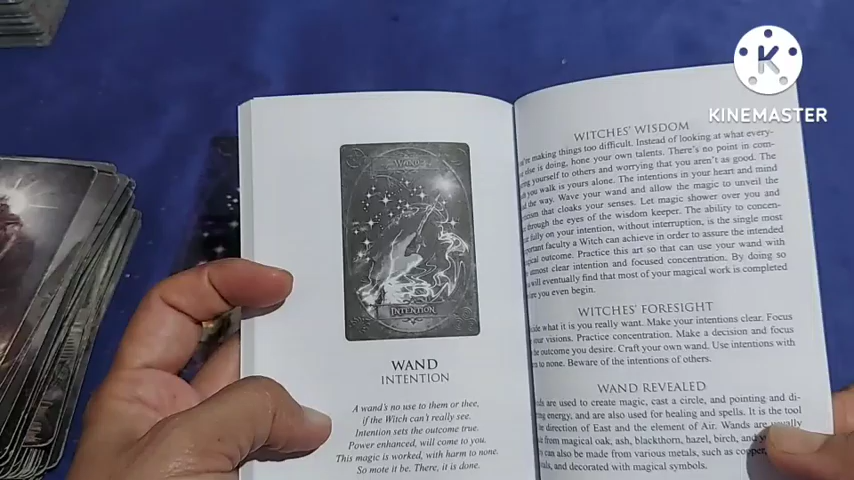 KINEMASTER
WAND
INTENTION
WAND
INTENTION
A wand's no use to them or thee,
if the Witch can't really see.
Intention sets the outcome true.
Power enhanced, will come to you.
This magic is worked, with harm to none.
So mote it be. There, it is done.
WITCHES' WISDOM
making things too difficult. Instead of looking at what every-
else is doing, hone your own talents. There's no point in com-
yourself to others and worrying that you aren't as good. The
you walk is yours alone. The intentions in your heart and mind
the way. Wave your wand and allow the magic to unveil the
that cloaks your senses. Let magic shower over you and
through the eyes of the wisdom keeper. The ability to concen-
fully on your intention, without interruption, is the single most
important faculty a Witch can achieve in order to assure the intended
outcome. Practice this art so that can use your wand with
utmost clear intention and focused concentration. By doing so
will eventually find that most of your magical work is completed
you even begin.
WITCHES' FORESIGHT
what it is you really want. Make your intentions clear. Focus
your visions. Practice concentration. Make a decision and focus
the outcome you desire. Craft your own wand. Use intentions with
to none. Beware of the intentions of others.
WAND REVEALED
are used to create magic, cast a circle, and pointing and di-
energy, and are also used for healing and spells. It is the tool
direction of East and the element of Air. Wands are usually
from magical oak, ash, blackthorn, hazel, birch, and
can also be made from various metals, such as copper,
and decorated with magical symbols.